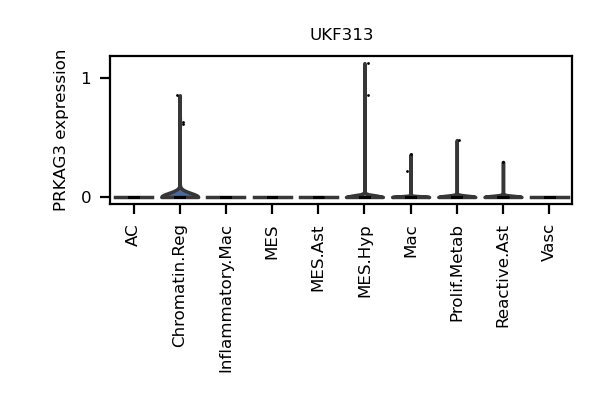 UKF313
PRKAG3 expression
1
0
AC
Chromatin.Reg
Inflammatory.Mac
MES
MES.Ast
MES.Hyp
Mac
Prolif.Metab
Reactive.Ast
Vasc